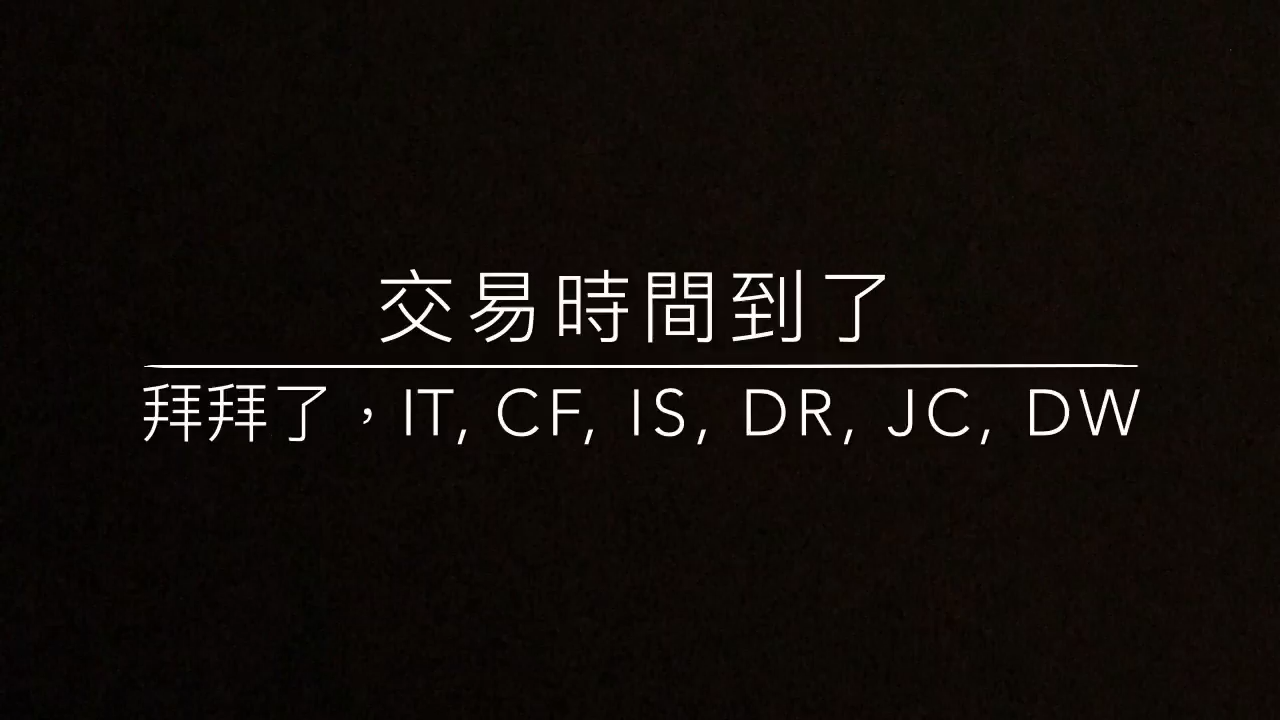 交易時間到了
拜拜了，IT, CF, IS, DR, JC, DW